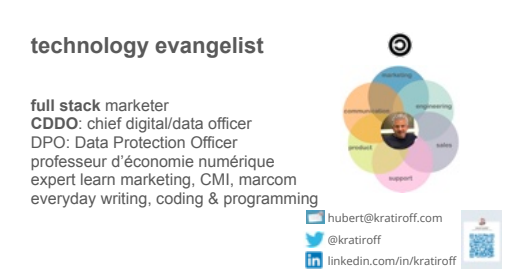 technology evangelist
full stack marketer
CDDO: chief digital/data officer
DPO: Data Protection Officer
professeur d'économie numérique
expert learn marketing, CMI, marcom
everyday writing, coding & programming
marketing
communication
engineering
product
sales
support
hubert@kratiroff.com
@kratiroff
in linkedin.com/in/kratiroff